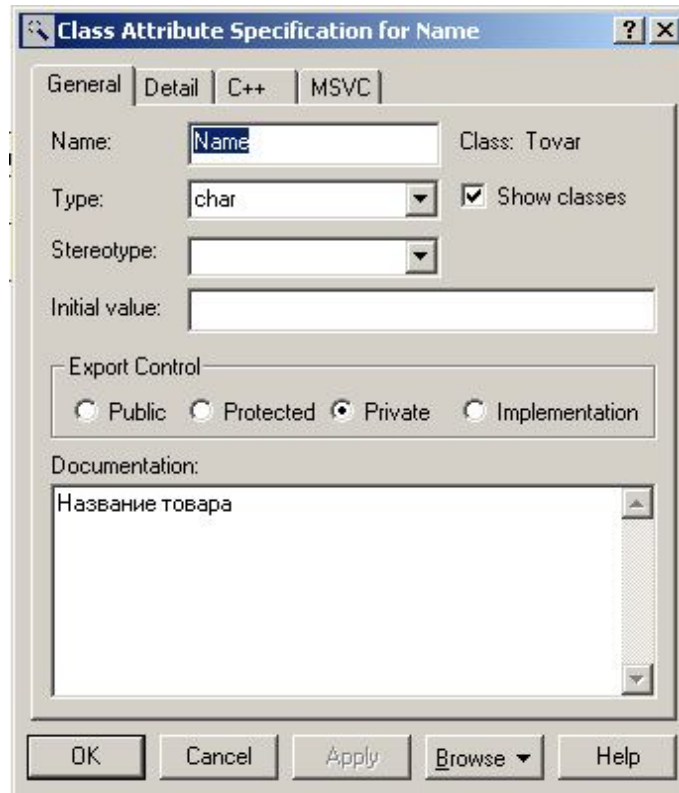 Class Attribute Specification for Name
General Detail C++ MSVC
Name: Name Class: Tovar
Type: char Show classes
Stereotype:
Initial value:
Export Control
Public Protected Private Implementation
Documentation:
Название товара
OK Cancel Apply Browse Help